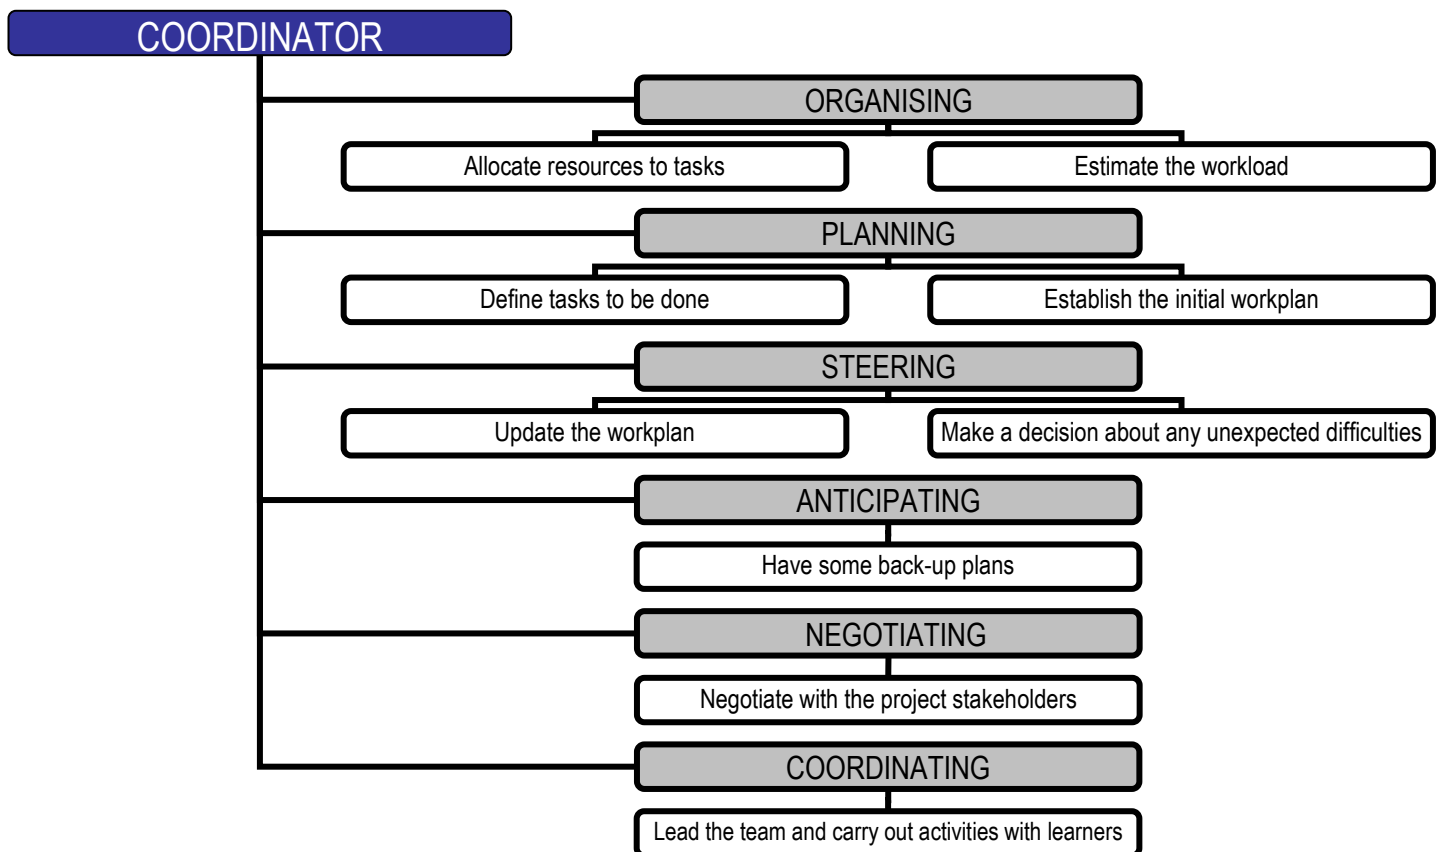 COORDINATOR
ORGANISING
Allocate resources to tasks
Estimate the workload
PLANNING
Define tasks to be done
Establish the initial workplan
STEERING
Update the workplan
Make a decision about any unexpected difficulties
ANTICIPATING
Have some back-up plans
NEGOTIATING
Negotiate with the project stakeholders
COORDINATING
Lead the team and carry out activities with learners